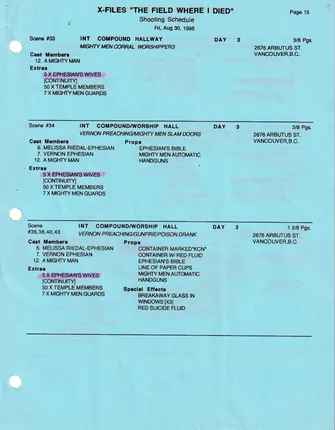 X-FILES "THE FIELD WHERE I DIED" Page 15
Shooting Schedule
Fri, Aug 30, 1996
Scene #33 INT COMPOUND HALLWAY DAY 3 3/8 Pgs.
MIGHTY MEN CORRAL WORSHIPPERS 2676 ARBUTUS ST.
VANCOUVER,B.C.
Cast Members
12. A MIGHTY MAN
Extras
5 X EPHESIAN'S WIVES
[CONTINUITY]
50 X TEMPLE MEMBERS
7 X MIGHTY MEN GUARDS
Scene #34 INT COMPOUND/WORSHIP HALL DAY 3 3/8 Pgs.
VERNON PREACHING/MIGHTY MEN SLAM DOORS 2676 ARBUTUS ST.
VANCOUVER,B.C.
Cast Members Props
6. MELISSA RIEDAL-EPHESIAN EPHESIAN'S BIBLE
7. VERNON EPHESIAN MIGHTY MEN AUTOMATIC
12. A MIGHTY MAN HANDGUNS
Extras
5 X EPHESIAN'S WIVES
[CONTINUITY]
50 X TEMPLE MEMBERS
7 X MIGHTY MEN GUARDS
Scene INT COMPOUND/WORSHIP HALL DAY 3 1 2/8 Pgs.
#36,38,40,43 VERNON PREACHING/GUNFIRE/POISON DRANK 2676 ARBUTUS ST.
VANCOUVER,B.C.
Cast Members Props
6. MELISSA RIEDAL-EPHESIAN CONTAINER MARKED"KCN"
7. VERNON EPHESIAN CONTAINER W/ RED FLUID
12. A MIGHTY MAN EPHESIAN'S BIBLE
Extras LINE OF PAPER CUPS
5 X EPHESIAN'S WIVES MIGHTY MEN AUTOMATIC
[CONTINUITY] HANDGUNS
50 X TEMPLE MEMBERS Special Effects
7 X MIGHTY MEN GUARDS BREAKAWAY GLASS IN
WINDOWS [X3]
RED SUICIDE FLUID